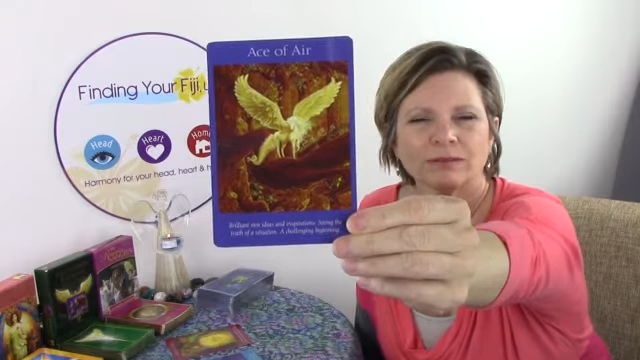 Ace of Air
Brilliant new ideas and inspirations. Seeing the
truth of a situation. A challenging beginning.
Finding Your Fiji
Head
Heart
Home
Harmony for your head, heart & h